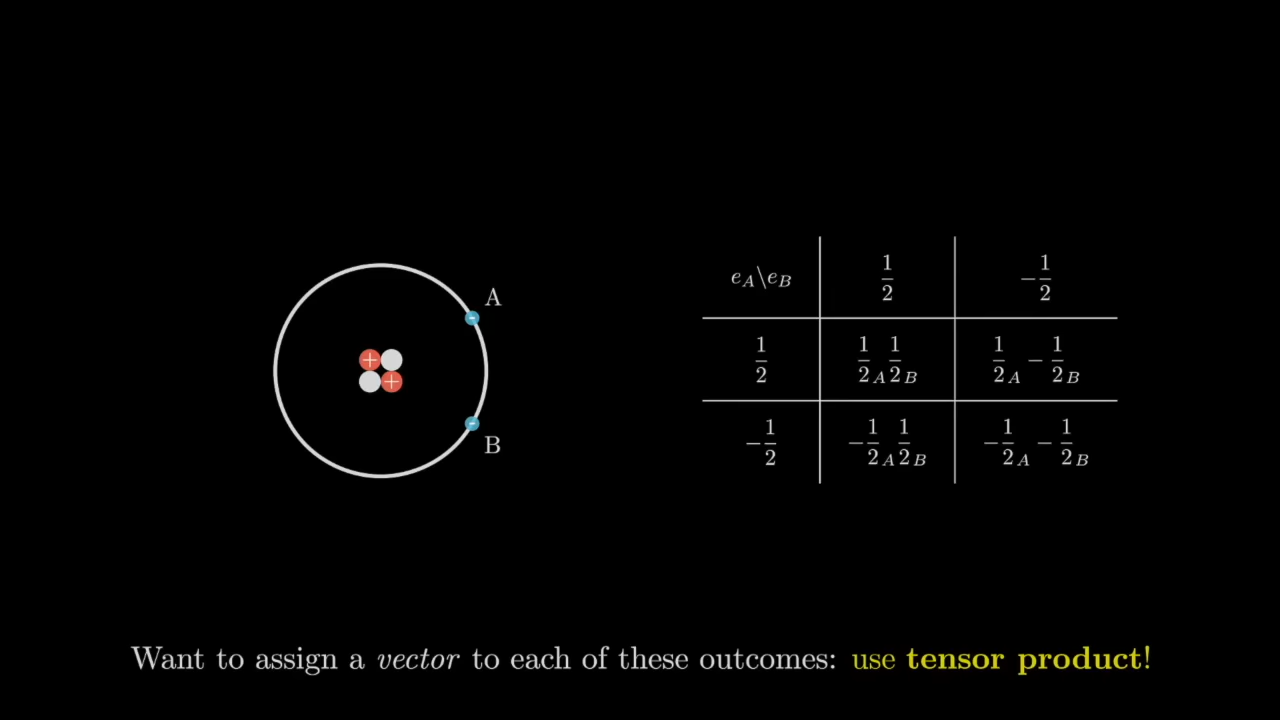 A
B
e_A\e_B 1/2 -1/2
1/2 1/2_A 1/2_B 1/2_A - 1/2_B
-1/2 -1/2_A 1/2_B -1/2_A - 1/2_B
Want to assign a vector to each of these outcomes: use tensor product!